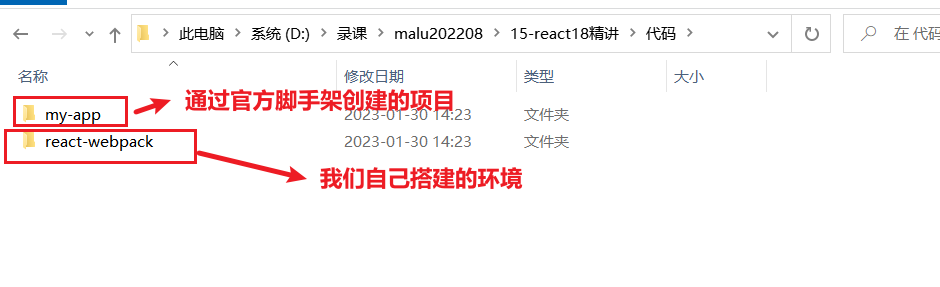 此电脑 > 系统 (D:) > 录课 > malu202208 > 15-react18精讲 > 代码 >
在 代码
名称 修改日期 类型 大小
my-app 2023-01-30 14:23 文件夹
通过官方脚手架创建的项目
react-webpack 2023-01-30 14:23 文件夹
我们自己搭建的环境